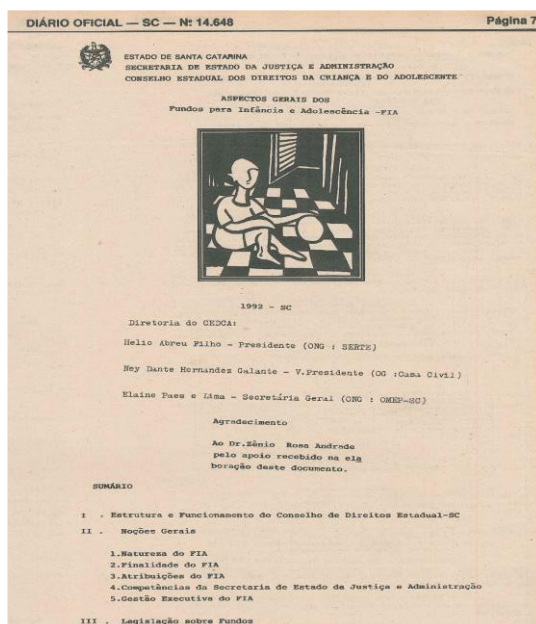 DIÁRIO OFICIAL — SC — Nº 14.648
Página 7
ESTADO DE SANTA CATARINA
SECRETARIA DE ESTADO DA JUSTIÇA E ADMINISTRAÇÃO
CONSELHO ESTADUAL DOS DIREITOS DA CRIANÇA E DO ADOLESCENTE
ASPECTOS GERAIS DOS
Fundos para Infância e Adolescência -FIA
1992 - SC
Diretoria do CEDCA:
Helio Abreu Filho - Presidente (ONG : SERTE)
Ney Dante Hernandez Galante - V.Presidente (OG :Casa Civil)
Elaine Paes e Lima - Secretária Geral (ONG : OMEP-SC)
Agradecimento
Ao Dr.Zênio Rosa Andrade
pelo apoio recebido na ela
boração deste documento.
SUMÁRIO
I . Estrutura e Funcionamento do Conselho de Direitos Estadual-SC
II . Noções Gerais
1.Natureza do FIA
2.Finalidade do FIA
3.Atribuições do FIA
4.Competências da Secretaria de Estado da Justiça e Administração
5.Gestão Executiva do FIA
III . Legislação sobre Fundos